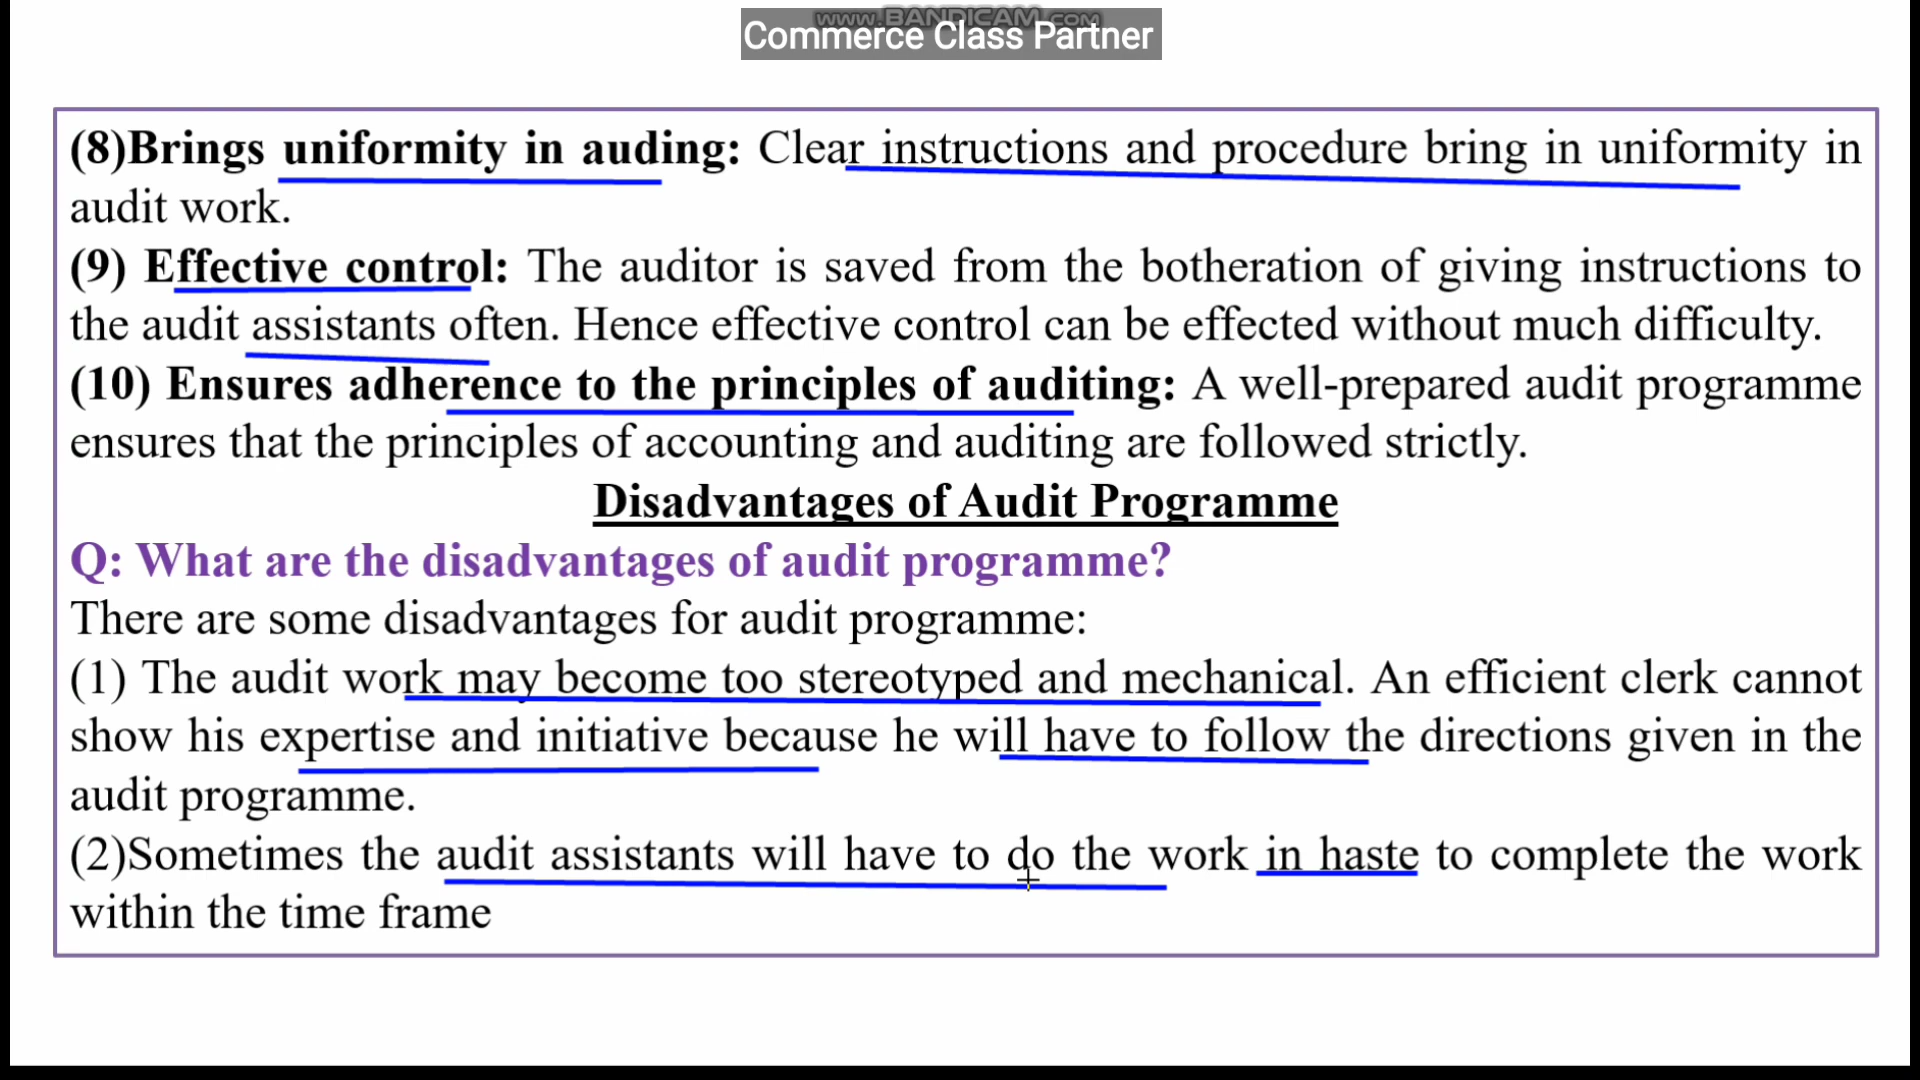 www.BANDICAM.COM
Commerce Class Partner
(8)Brings uniformity in auding: Clear instructions and procedure bring in uniformity in
audit work.
(9) Effective control: The auditor is saved from the botheration of giving instructions to
the audit assistants often. Hence effective control can be effected without much difficulty.
(10) Ensures adherence to the principles of auditing: A well-prepared audit programme
ensures that the principles of accounting and auditing are followed strictly.
Disadvantages of Audit Programme
Q: What are the disadvantages of audit programme?
There are some disadvantages for audit programme:
(1) The audit work may become too stereotyped and mechanical. An efficient clerk cannot
show his expertise and initiative because he will have to follow the directions given in the
audit programme.
(2)Sometimes the audit assistants will have to do the work in haste to complete the work
within the time frame